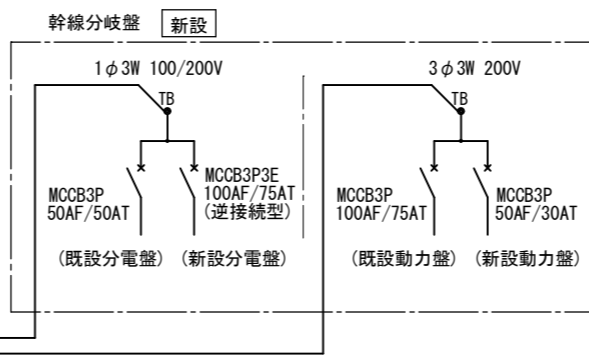 幹線分岐盤 新設
1φ3W 100/200V
TB
MCCB3P
50AF/50AT
MCCB3P3E
100AF/75AT
(逆接続型)
(既設分電盤) (新設分電盤)
3φ3W 200V
TB
MCCB3P
100AF/75AT
MCCB3P
50AF/30AT
(既設動力盤) (新設動力盤)